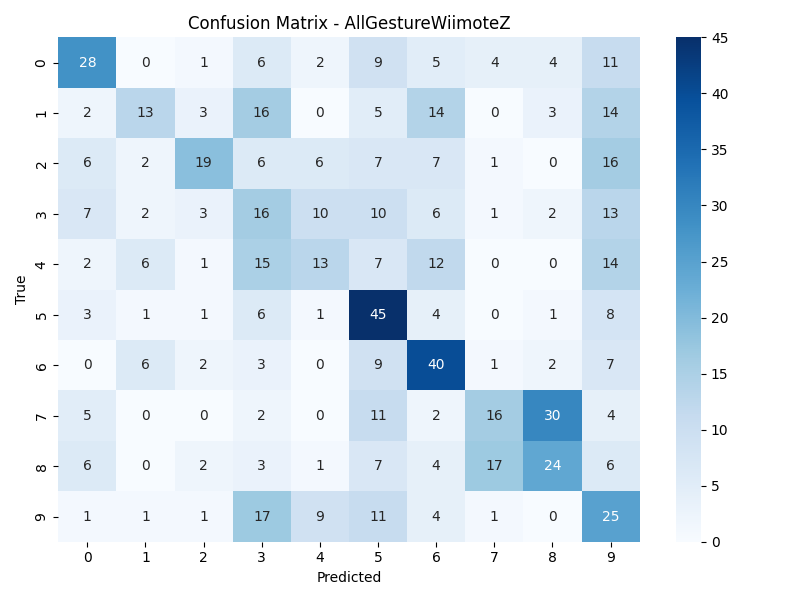 Confusion Matrix - AllGestureWiimoteZ
0 28 0 1 6 2 9 5 4 4 11
1 2 13 3 16 0 5 14 0 3 14
2 6 2 19 6 6 7 7 1 0 16
3 7 2 3 16 10 10 6 1 2 13
4 2 6 1 15 13 7 12 0 0 14
5 3 1 1 6 1 45 4 0 1 8
6 0 6 2 3 0 9 40 1 2 7
7 5 0 0 2 0 11 2 16 30 4
8 6 0 2 3 1 7 4 17 24 6
9 1 1 1 17 9 11 4 1 0 25
0 1 2 3 4 5 6 7 8 9
Predicted
True
45
40
35
30
25
20
15
10
5
0